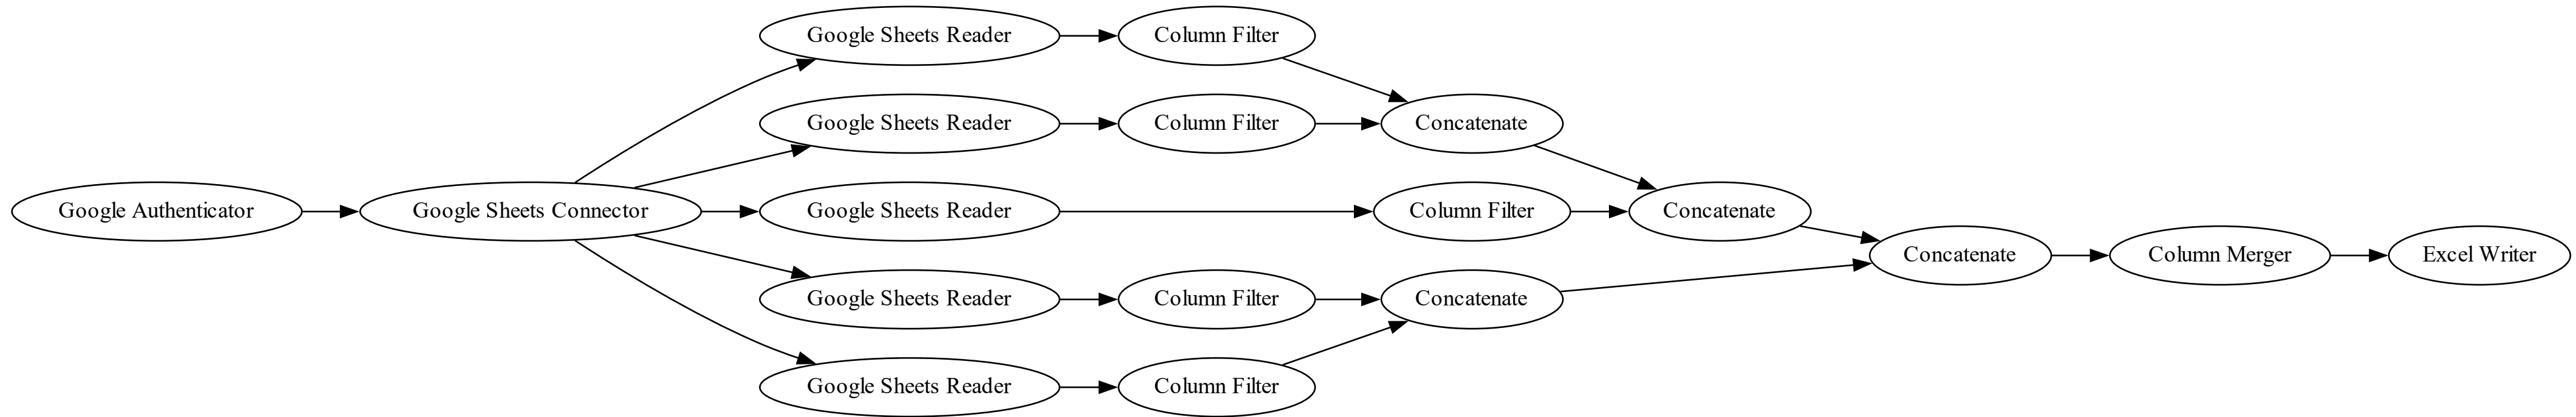 Google Sheets Reader
Column Filter
Google Sheets Reader
Column Filter
Concatenate
Google Authenticator
Google Sheets Connector
Google Sheets Reader
Column Filter
Concatenate
Concatenate
Column Merger
Excel Writer
Google Sheets Reader
Column Filter
Concatenate
Google Sheets Reader
Column Filter